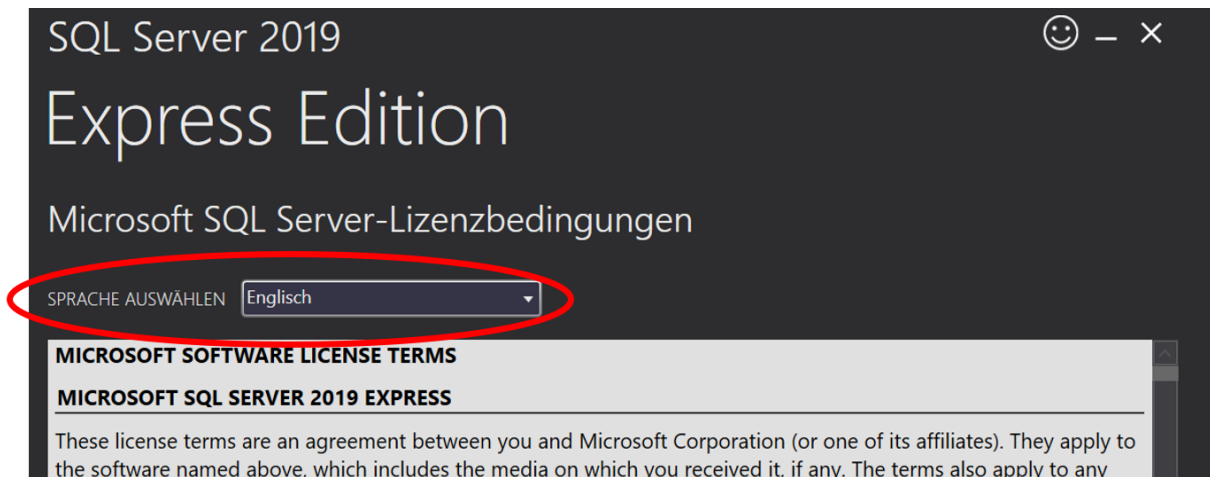 SQL Server 2019
Express Edition
Microsoft SQL Server-Lizenzbedingungen
SPRACHE AUSWÄHLEN Englisch
MICROSOFT SOFTWARE LICENSE TERMS
MICROSOFT SQL SERVER 2019 EXPRESS
These license terms are an agreement between you and Microsoft Corporation (or one of its affiliates). They apply to
the software named above, which includes the media on which you received it, if any. The terms also apply to any